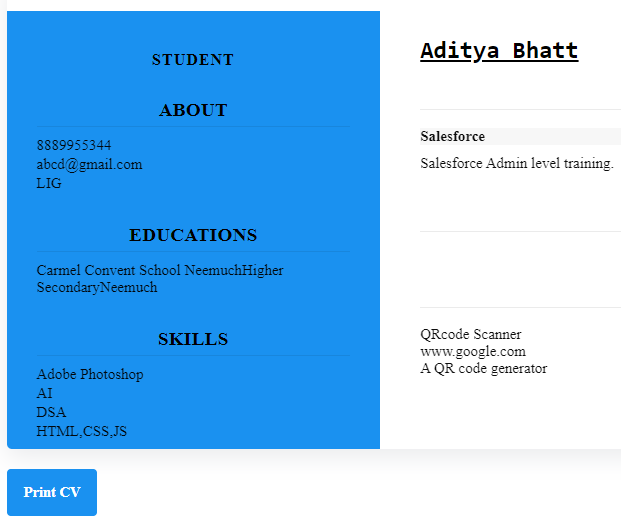 STUDENT
ABOUT
8889955344
abcd@gmail.com
LIG
EDUCATIONS
Carmel Convent School NeemuchHigher
SecondaryNeemuch
SKILLS
Adobe Photoshop
AI
DSA
HTML,CSS,JS
Aditya Bhatt
Salesforce
Salesforce Admin level training.
QRcode Scanner
www.google.com
A QR code generator
Print CV